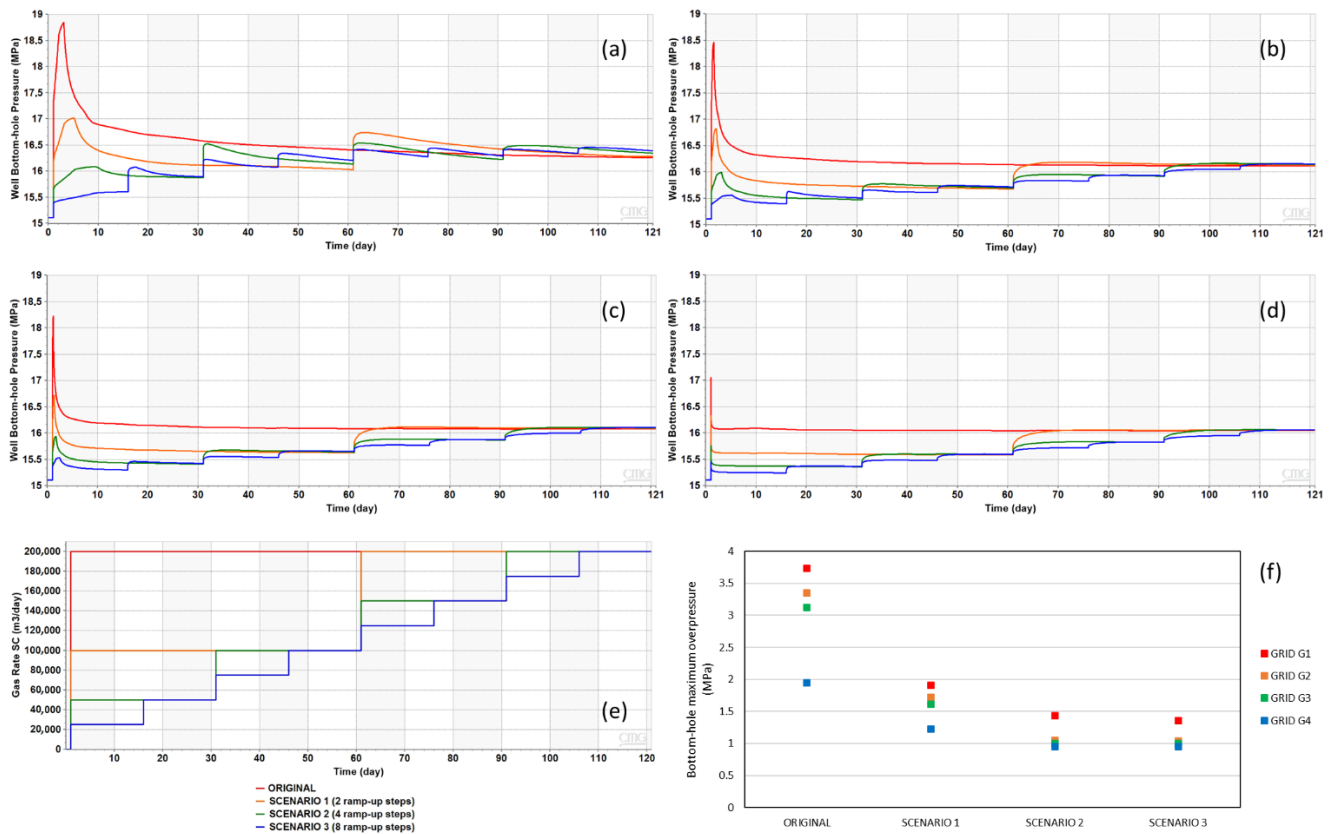 19
18.5
18
17.5
17
16.5
16
15.5
15
Well Bottom-hole Pressure (MPa)
(a)
CMG
0 10 20 30 40 50 60 70 80 90 100 110 121
Time (day)
19
18.5
18
17.5
17
16.5
16
15.5
15
Well Bottom-hole Pressure (MPa)
(b)
CMG
0 10 20 30 40 50 60 70 80 90 100 110 121
Time (day)
19
18.5
18
17.5
17
16.5
16
15.5
15
Well Bottom-hole Pressure (MPa)
(c)
CMG
0 10 20 30 40 50 60 70 80 90 100 110 121
Time (day)
19
18.5
18
17.5
17
16.5
16
15.5
15
Well Bottom-hole Pressure (MPa)
(d)
CMG
0 10 20 30 40 50 60 70 80 90 100 110 121
Time (day)
200,000
180,000
160,000
140,000
120,000
100,000
80,000
60,000
40,000
20,000
0
Gas Rate SC (m3/day)
(e)
CMG
10 20 30 40 50 60 70 80 90 100 110 121
Time (day)
ORIGINAL
SCENARIO 1 (2 ramp-up steps)
SCENARIO 2 (4 ramp-up steps)
SCENARIO 3 (8 ramp-up steps)
4
3.5
3
2.5
2
1.5
1
0.5
0
Bottom-hole maximum overpressure
(MPa)
(f)
ORIGINAL SCENARIO 1 SCENARIO 2 SCENARIO 3
GRID G1
GRID G2
GRID G3
GRID G4